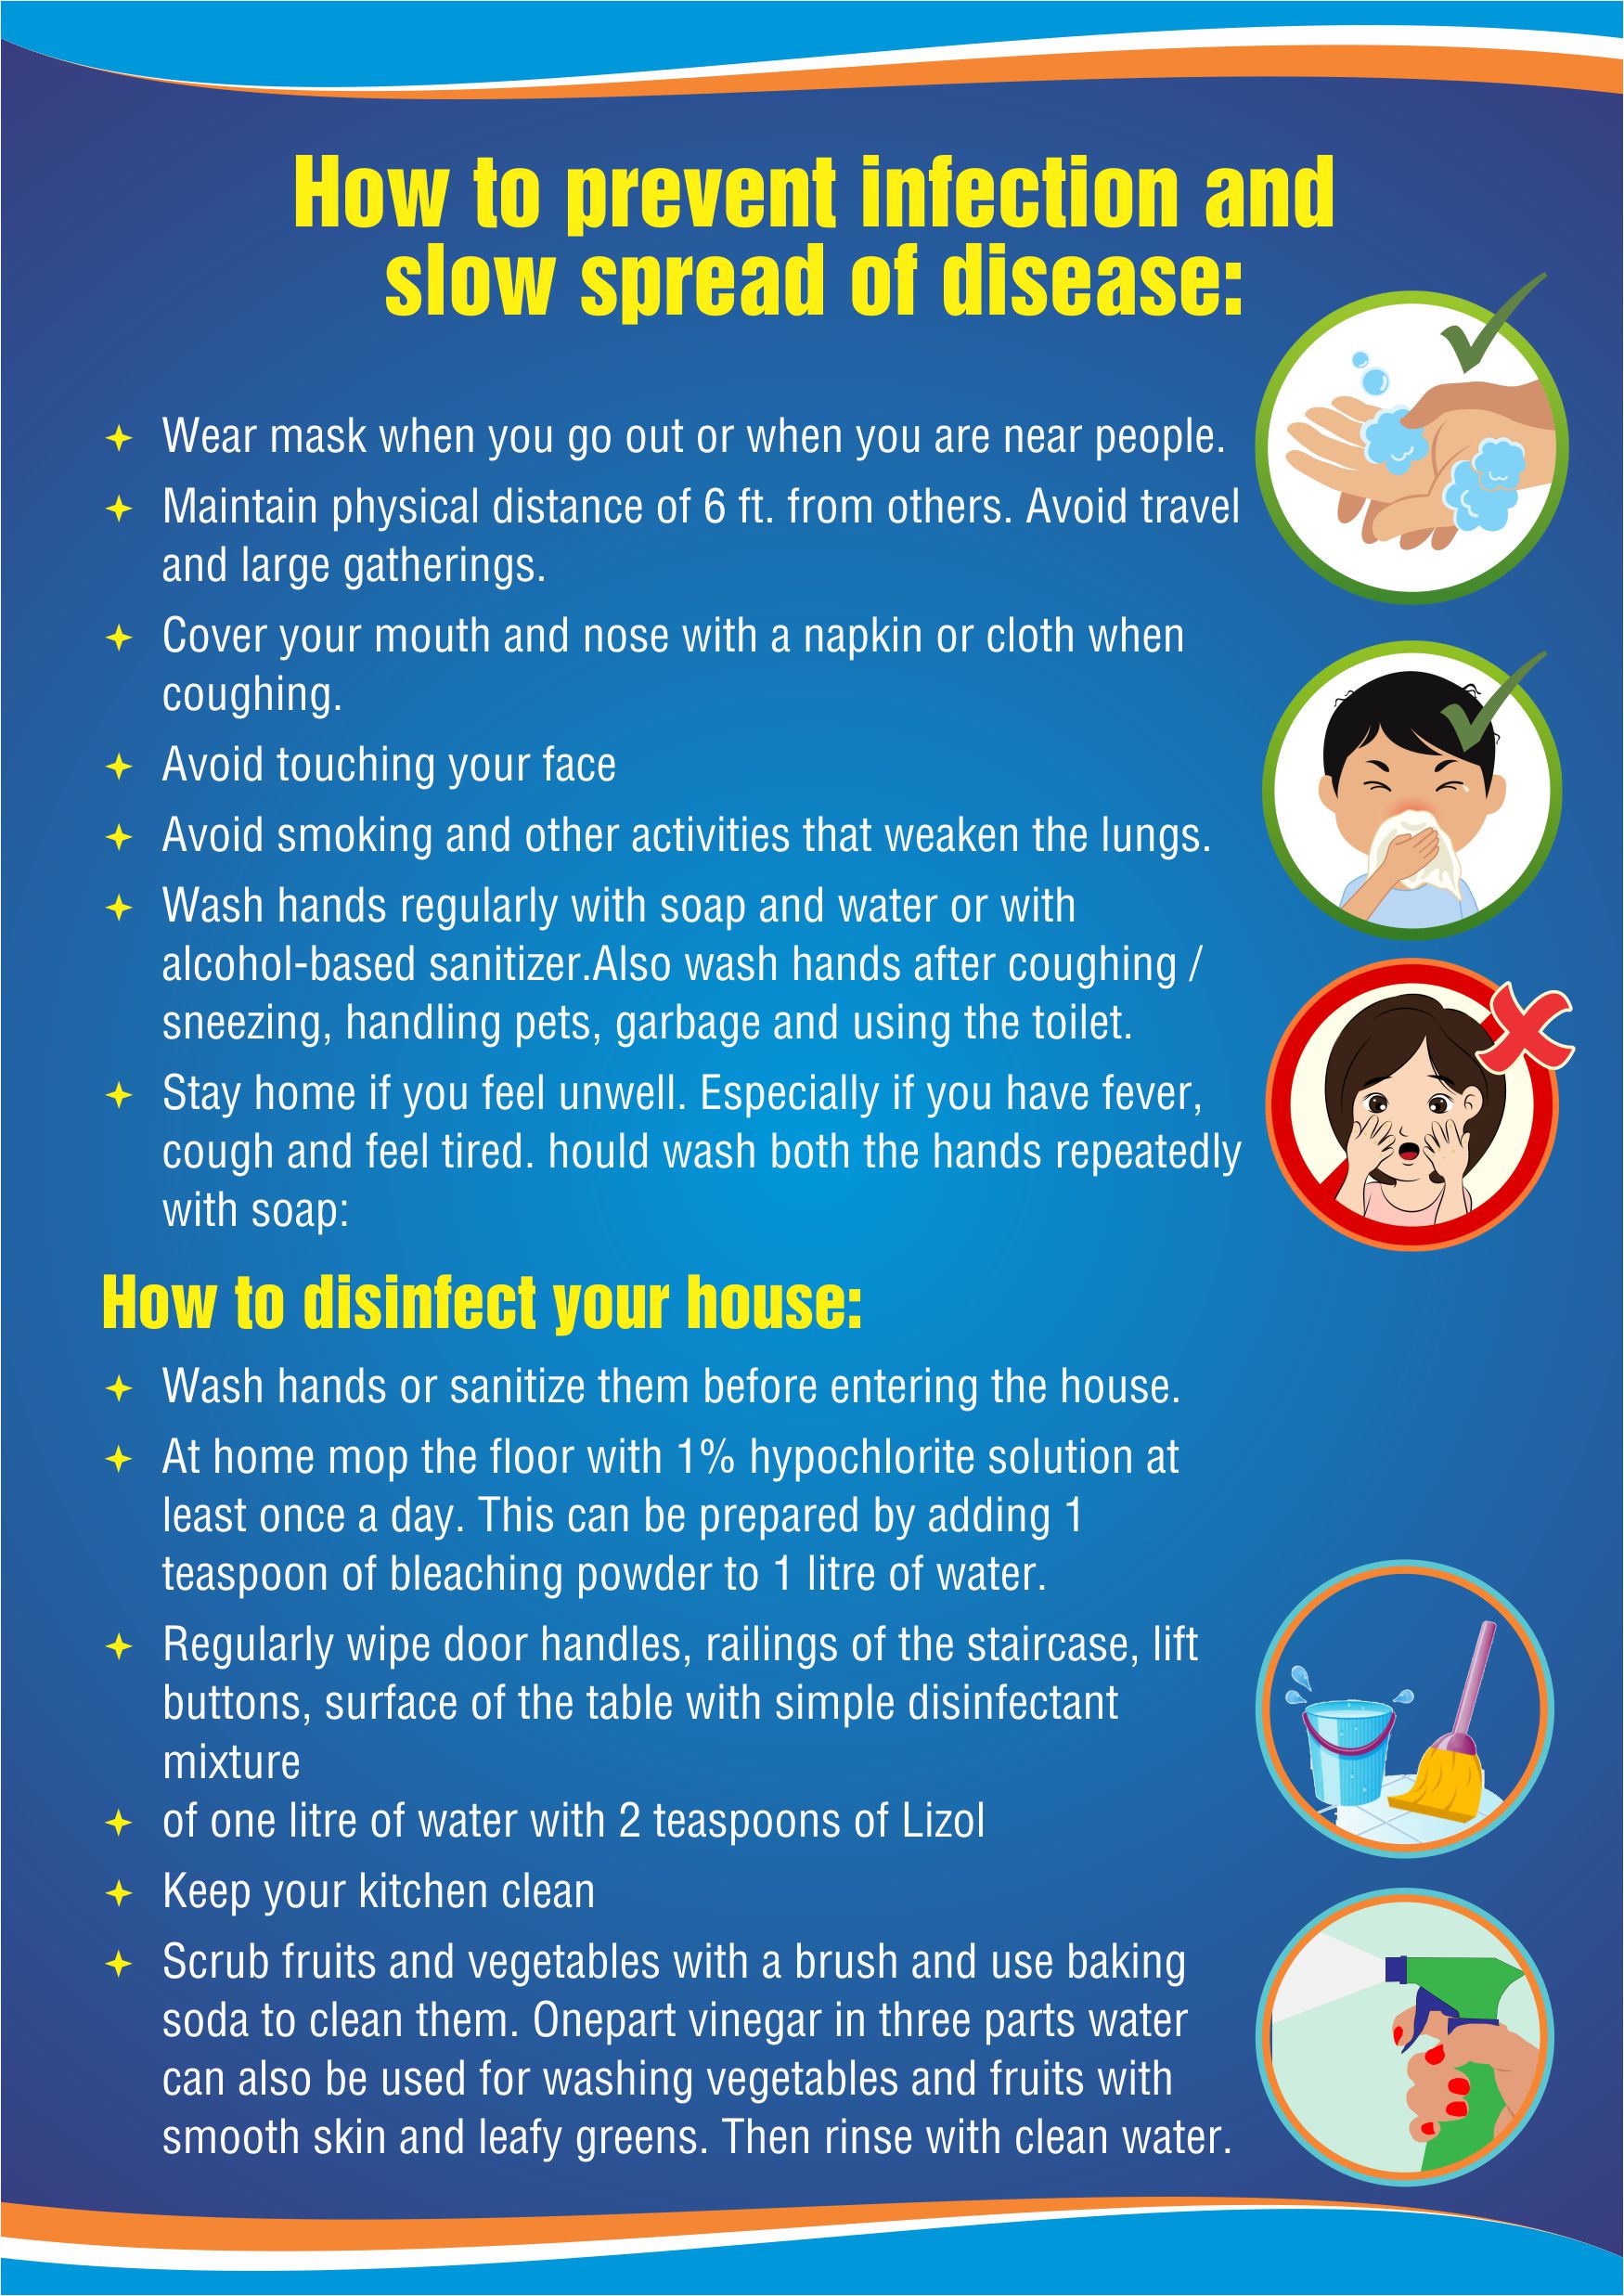 How to prevent infection and
slow spread of disease:
Wear mask when you go out or when you are near people.
Maintain physical distance of 6 ft. from others. Avoid travel
and large gatherings.
Cover your mouth and nose with a napkin or cloth when
coughing.
Avoid touching your face
Avoid smoking and other activities that weaken the lungs.
Wash hands regularly with soap and water or with
alcohol-based sanitizer.Also wash hands after coughing /
sneezing, handling pets, garbage and using the toilet.
Stay home if you feel unwell. Especially if you have fever,
cough and feel tired. hould wash both the hands repeatedly
with soap:
How to disinfect your house:
Wash hands or sanitize them before entering the house.
At home mop the floor with 1% hypochlorite solution at
least once a day. This can be prepared by adding 1
teaspoon of bleaching powder to 1 litre of water.
Regularly wipe door handles, railings of the staircase, lift
buttons, surface of the table with simple disinfectant
mixture
of one litre of water with 2 teaspoons of Lizol
Keep your kitchen clean
Scrub fruits and vegetables with a brush and use baking
soda to clean them. Onepart vinegar in three parts water
can also be used for washing vegetables and fruits with
smooth skin and leafy greens. Then rinse with clean water.